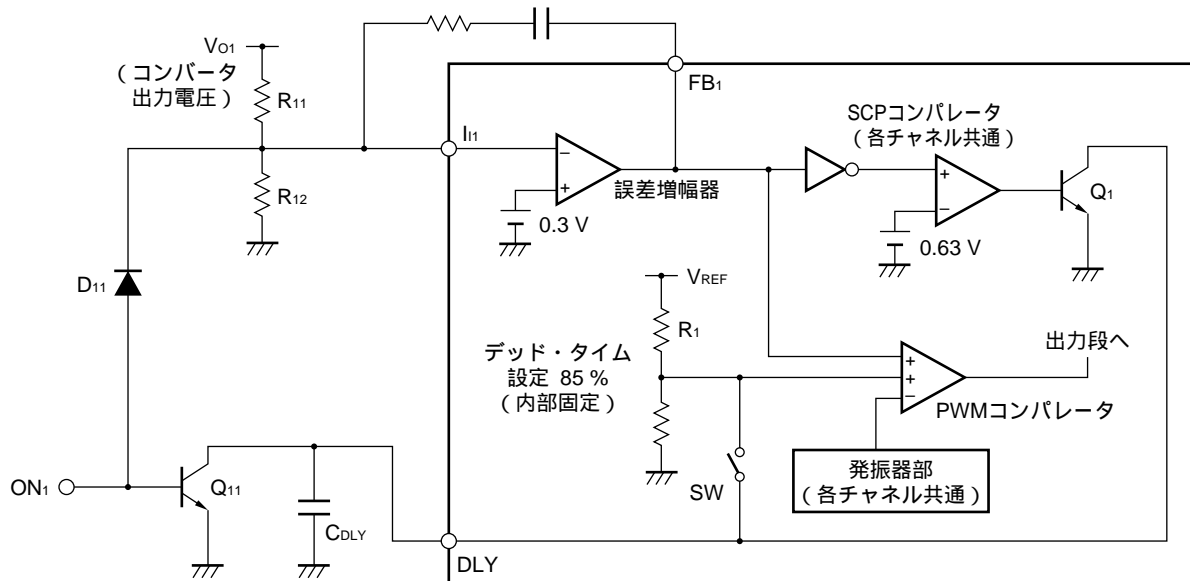 VO1
（コンバータ
出力電圧）
R11
R12
FB1
II1
SCPコンパレータ
（各チャネル共通）
誤差増幅器
−
+
0.3 V
+
−
0.63 V
Q1
D11
VREF
R1
デッド・タイム
設定 85 %
（内部固定）
出力段へ
+
+
−
PWMコンパレータ
発振器部
（各チャネル共通）
SW
ON1
Q11
CDLY
DLY